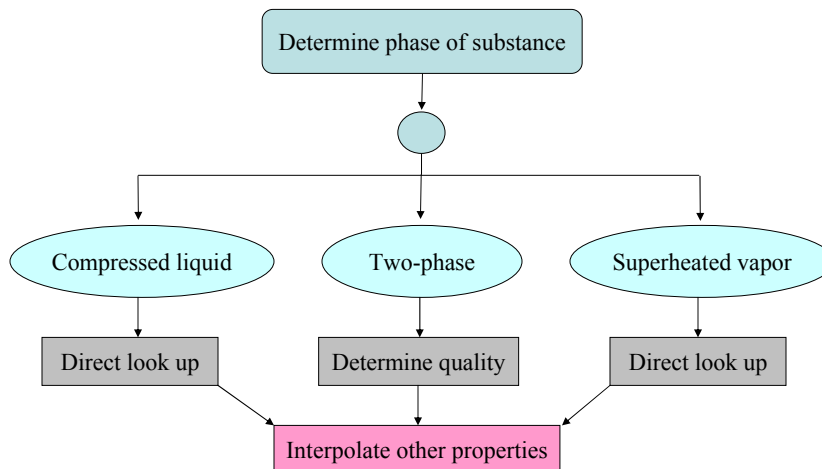 Determine phase of substance
Compressed liquid
Two-phase
Superheated vapor
Direct look up
Determine quality
Direct look up
Interpolate other properties